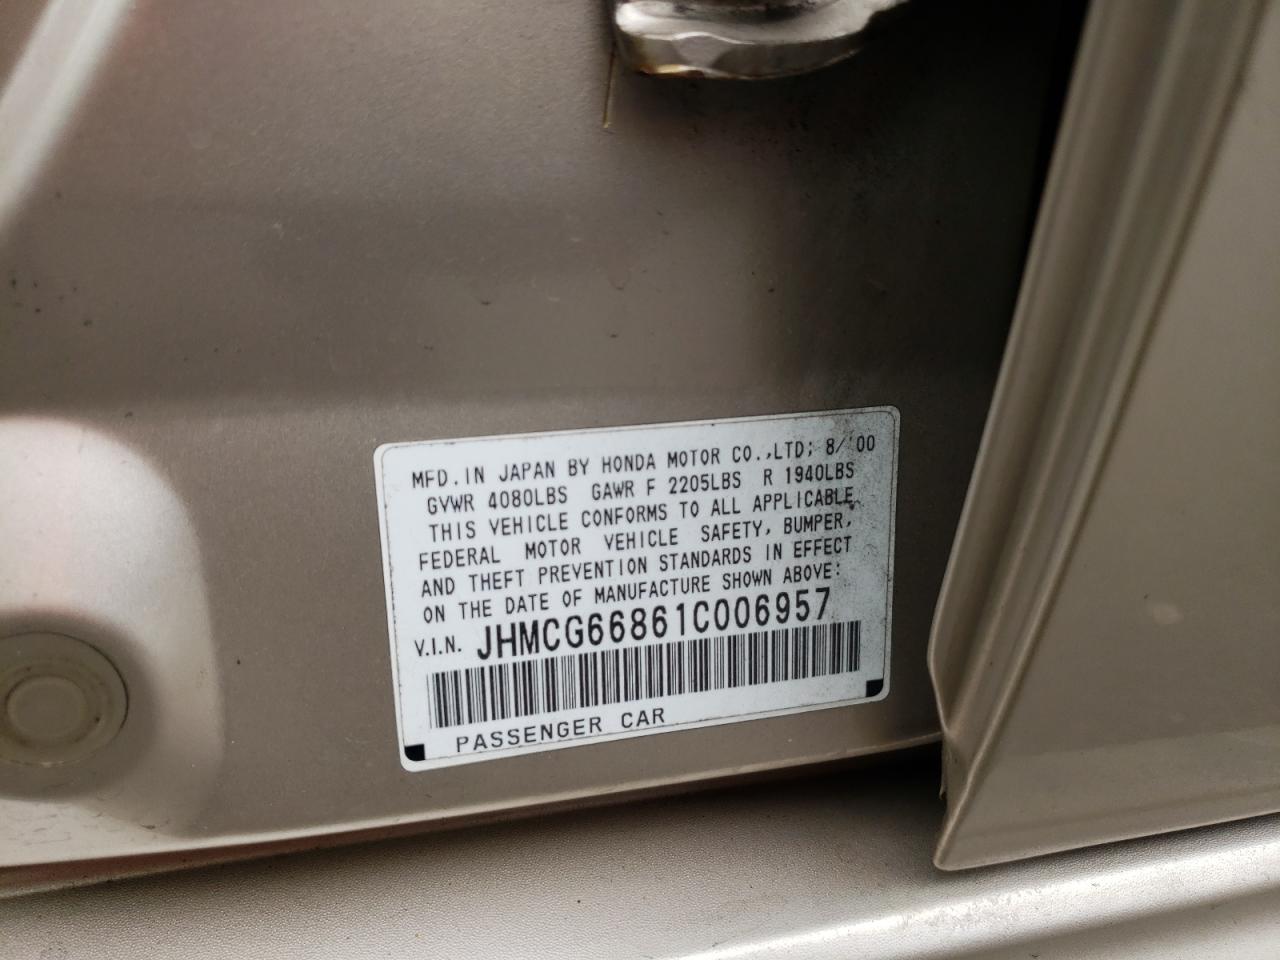 MFD.IN JAPAN BY HONDA MOTOR CO.,LTD; 8/'00
GVWR 4080LBS GAWR F 2205LBS R 1940LBS
THIS VEHICLE CONFORMS TO ALL APPLICABLE
FEDERAL MOTOR VEHICLE SAFETY, BUMPER,
AND THEFT PREVENTION STANDARDS IN EFFECT
ON THE DATE OF MANUFACTURE SHOWN ABOVE:
V.I.N. JHMCG66861C006957
PASSENGER CAR